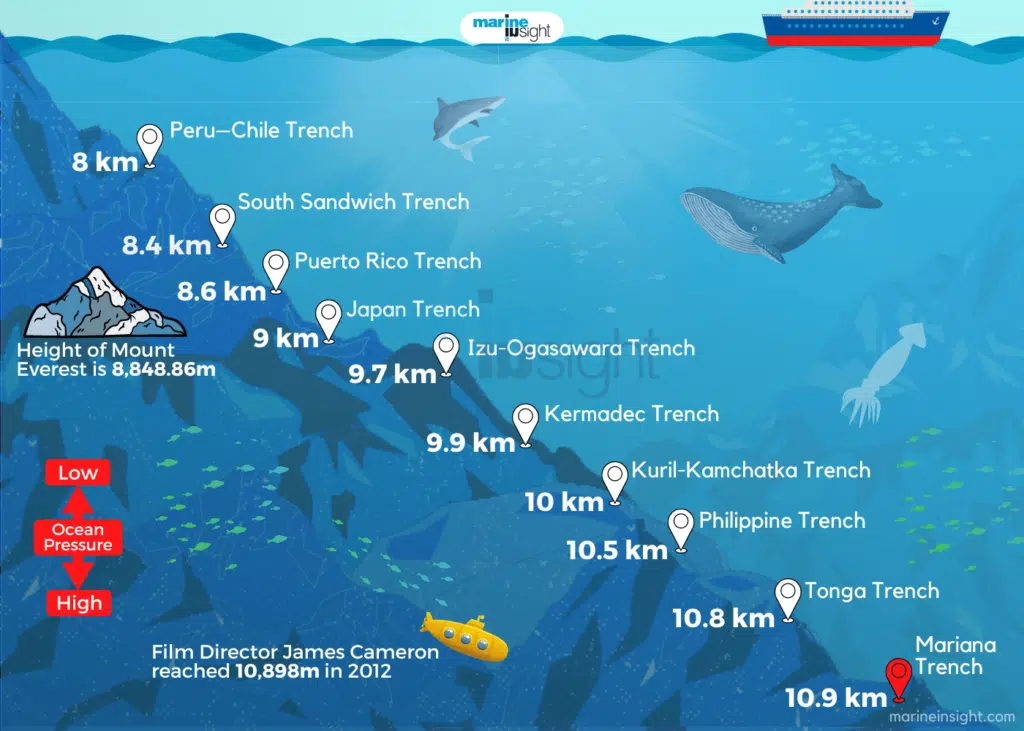 marine
insight
Peru–Chile Trench
8 km
South Sandwich Trench
8.4 km
Puerto Rico Trench
8.6 km
Japan Trench
9 km
Izu-Ogasawara Trench
9.7 km
insight
Height of Mount
Everest is 8,848.86m
Kermadec Trench
9.9 km
Kuril-Kamchatka Trench
10 km
Philippine Trench
10.5 km
Low
Ocean
Pressure
High
Tonga Trench
10.8 km
Film Director James Cameron
reached 10,898m in 2012
Mariana
Trench
10.9 km
marineinsight.com